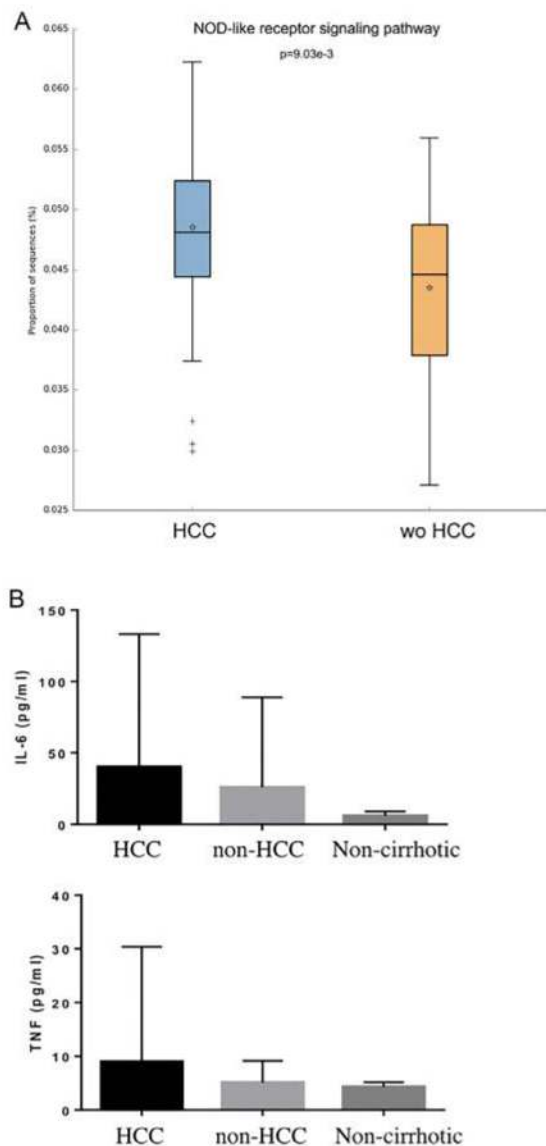 A
NOD-like receptor signaling pathway
p=9.03e-3
Proportion of sequences (%)
0.065
0.060
0.055
0.050
0.045
0.040
0.035
0.030
0.025
HCC wo HCC
B
IL-6 (pg/ml)
150
100
50
0
HCC non-HCC Non-cirrhotic
TNF (pg/ml)
40
30
20
10
0
HCC non-HCC Non-cirrhotic